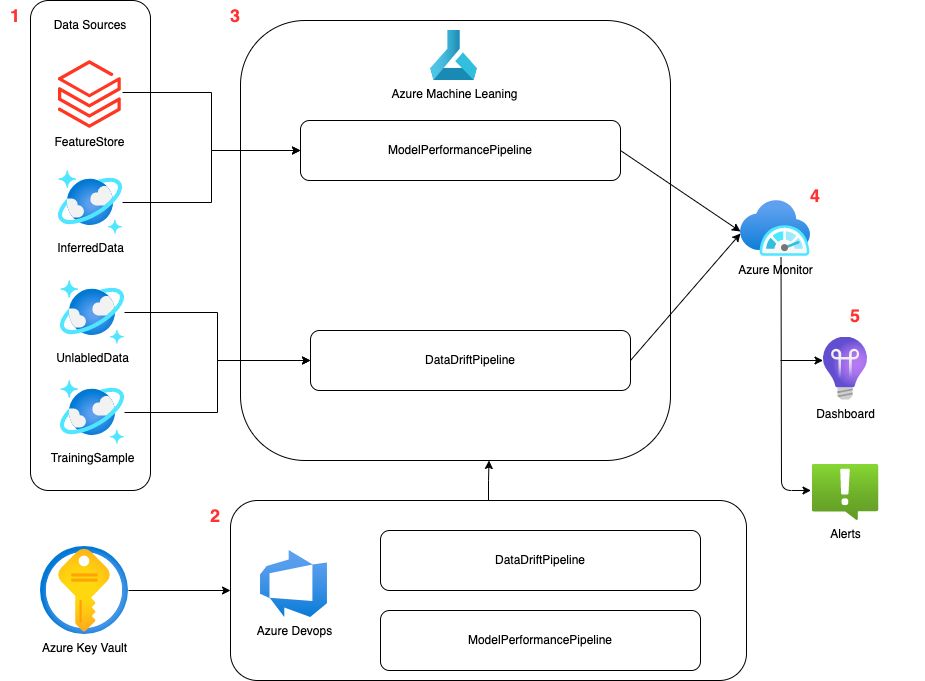 1
Data Sources
FeatureStore
InferredData
UnlabledData
TrainingSample
3
Azure Machine Leaning
ModelPerformancePipeline
DataDriftPipeline
4
Azure Monitor
5
Dashboard
Alerts
2
Azure Key Vault
Azure Devops
DataDriftPipeline
ModelPerformancePipeline